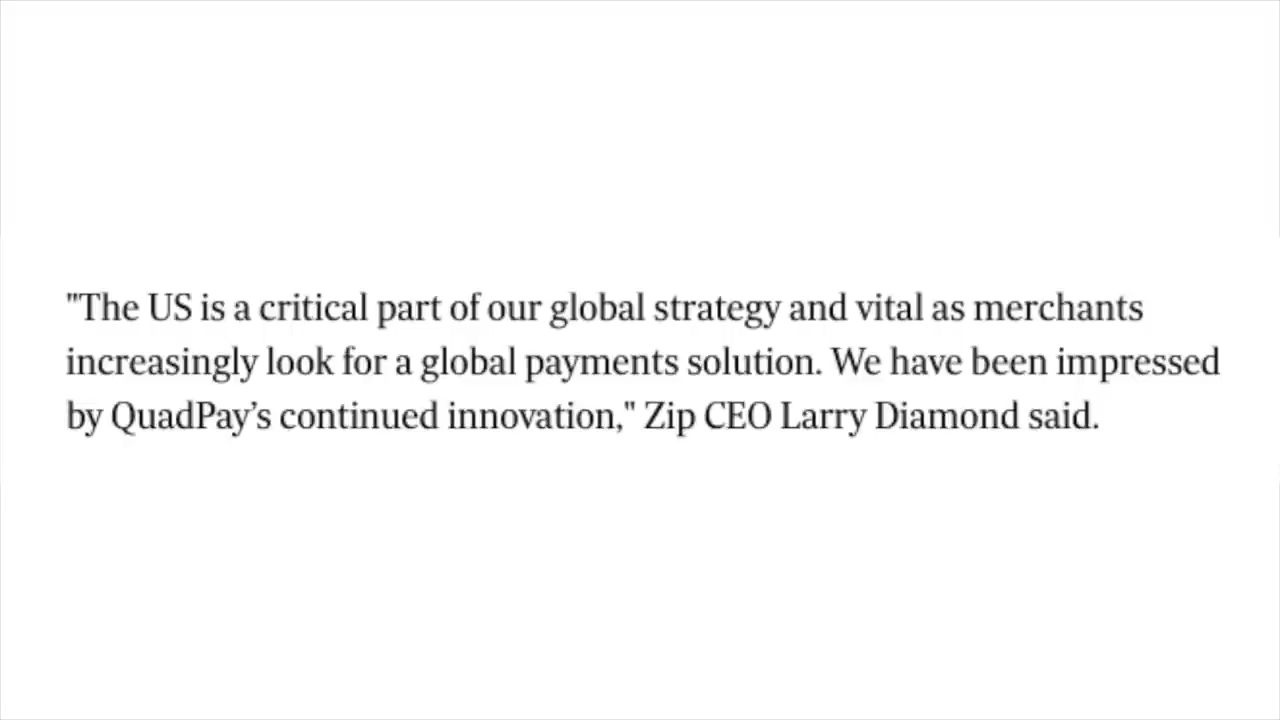 "The US is a critical part of our global strategy and vital as merchants
increasingly look for a global payments solution. We have been impressed
by QuadPay’s continued innovation," Zip CEO Larry Diamond said.